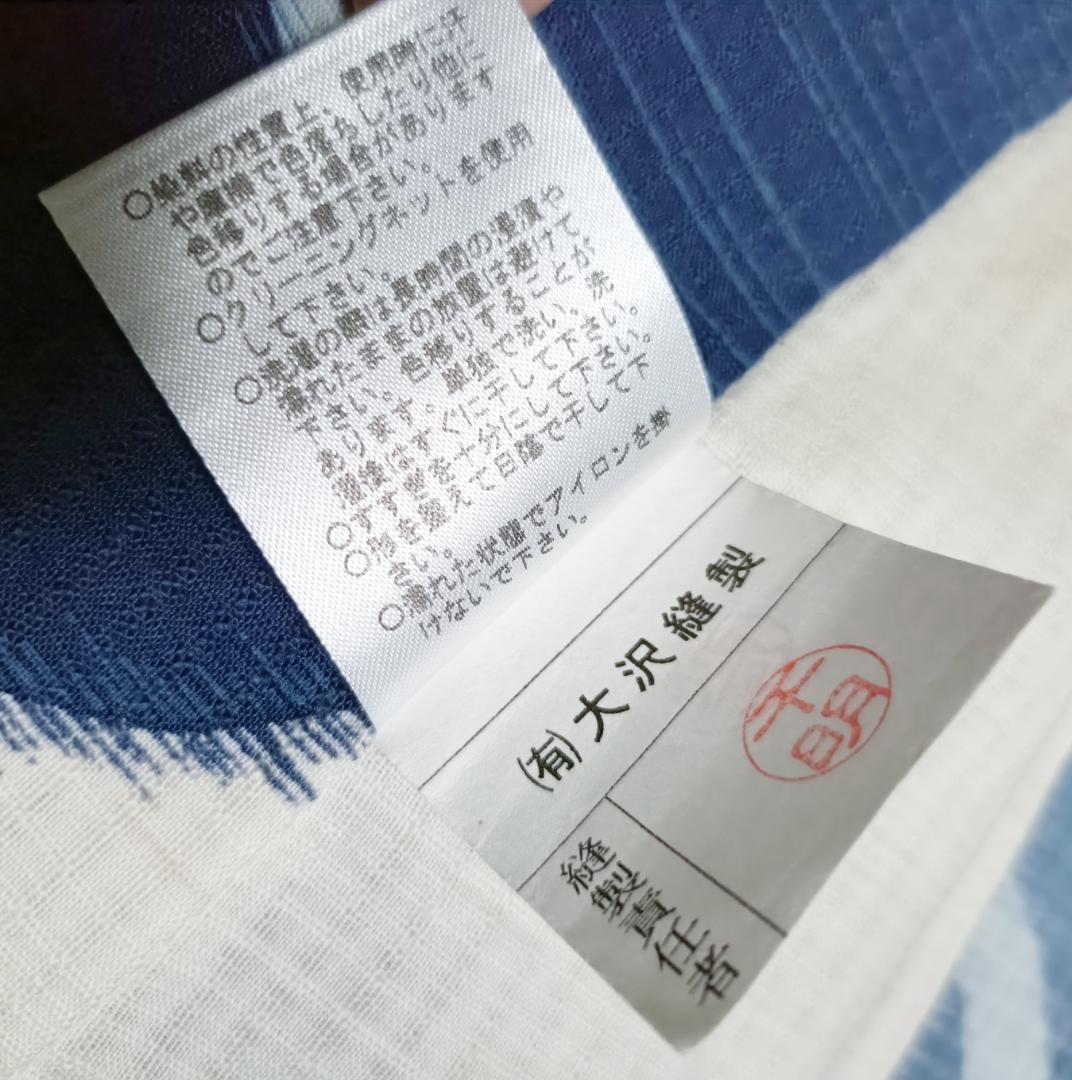 ○染料の性質上、使用時に汗
や摩擦で色落ちしたり他に
色移りする場合があります
のでご注意下さい。
○クリーニングネットを使用
して下さい。
○洗濯の際は長時間の浸漬や
濡れたままの放置は避けて
下さい。色移りすることが
あります。単独で洗い、洗
濯後はすぐに干して下さい。
○すすぎを十分にして下さい。
○形を整えて日陰で干して下
さい。
○濡れた状態でアイロンを掛
けないで下さい。
(有)大沢縫製
縫製責任者
千明